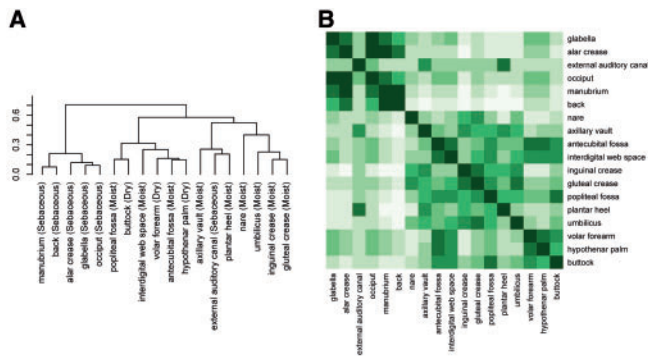 A
0.6
0.3
0.0
manubrium (Sebaceous)
back (Sebaceous)
alar crease (Sebaceous)
glabella (Sebaceous)
occiput (Sebaceous)
popliteal fossa (Moist)
buttock (Dry)
interdigital web space (Moist)
volar forearm (Dry)
antecubital fossa (Moist)
hypothenar palm (Dry)
axillary vault (Moist)
external auditory canal (Sebaceous)
plantar heel (Moist)
nare (Moist)
umbilicus (Moist)
inguinal crease (Moist)
gluteal crease (Moist)
B
glabella
alar crease
external auditory canal
occiput
manubrium
back
nare
axillary vault
antecubital fossa
interdigital web space
inguinal crease
gluteal crease
popliteal fossa
plantar heel
umbilicus
volar forearm
hypothenar palm
buttock
glabella
alar crease
external auditory canal
occiput
manubrium
back
nare
axillary vault
antecubital fossa
interdigital web space
inguinal crease
gluteal crease
popliteal fossa
plantar heel
umbilicus
volar forearm
hypothenar palm
buttock